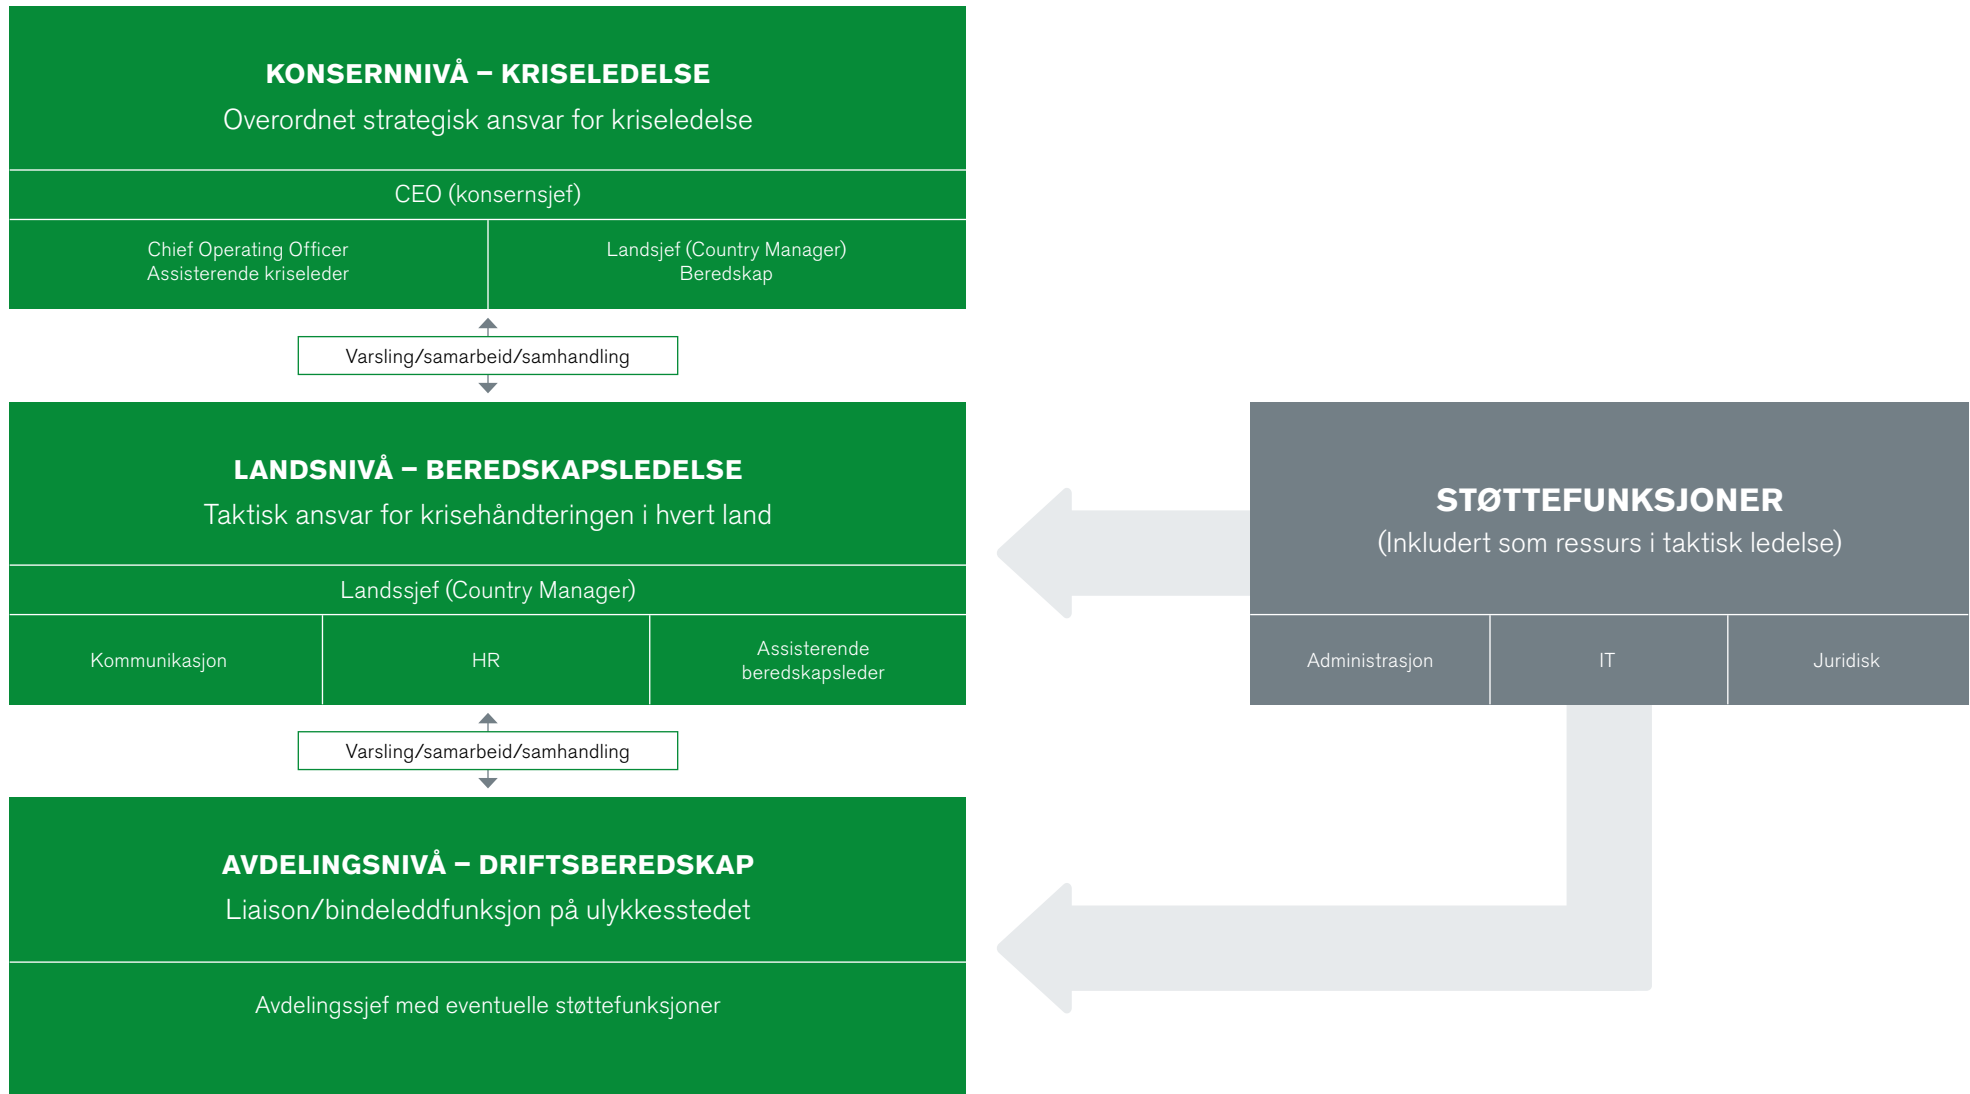 KONSERNNIVÅ – KRISELEDELSE
Overordnet strategisk ansvar for kriseledelse
CEO (konsernsjef)
Chief Operating Officer
Assisterende kriseleder
Landsjef (Country Manager)
Beredskap
Varsling/samarbeid/samhandling
LANDSNIVÅ – BEREDSKAPSLEDELSE
Taktisk ansvar for krisehåndteringen i hvert land
Landssjef (Country Manager)
Kommunikasjon
HR
Assisterende
beredskapsleder
STØTTEFUNKSJONER
(Inkludert som ressurs i taktisk ledelse)
Administrasjon
IT
Juridisk
Varsling/samarbeid/samhandling
AVDELINGSNIVÅ – DRIFTSBEREDSKAP
Liaison/bindeleddfunksjon på ulykkesstedet
Avdelingssjef med eventuelle støttefunksjoner